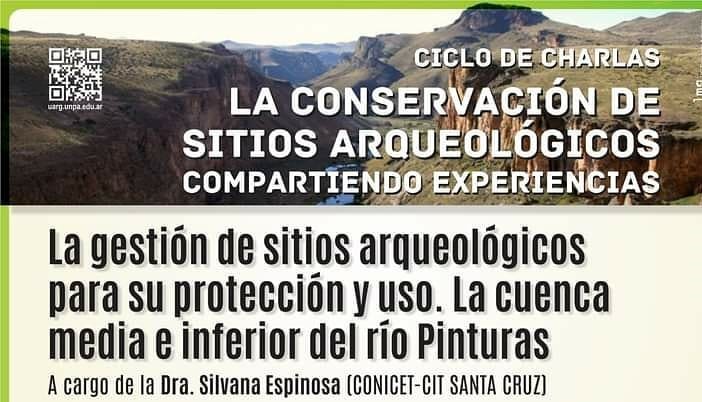 CICLO DE CHARLAS
LA CONSERVACIÓN DE
SITIOS ARQUEOLÓGICOS
COMPARTIENDO EXPERIENCIAS
uarg.unpa.edu.ar
La gestión de sitios arqueológicos
para su protección y uso. La cuenca
media e inferior del río Pinturas
A cargo de la Dra. Silvana Espinosa (CONICET-CIT SANTA CRUZ)